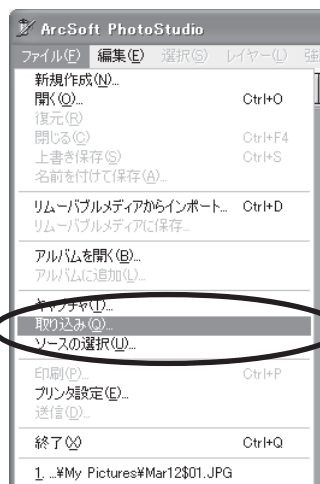 ArcSoft PhotoStudio
ファイル(F) 編集(E) 選択(S) レイヤー(L) 強
新規作成(N)...
開く(O)... Ctrl+O
復元(R)
閉じる(C) Ctrl+F4
上書き保存(S) Ctrl+S
名前を付けて保存(A)...
リムーバブルメディアからインポート... Ctrl+D
リムーバブルメディアに保存...
アルバムを開く(B)...
アルバムに追加(L)...
キャプチャ(T)...
取り込み(Q)...
ソースの選択(U)...
印刷(P)... Ctrl+P
プリンタ設定(E)...
送信(D)...
終了(X) Ctrl+Q
1. ...¥My Pictures¥Mar12$01.JPG